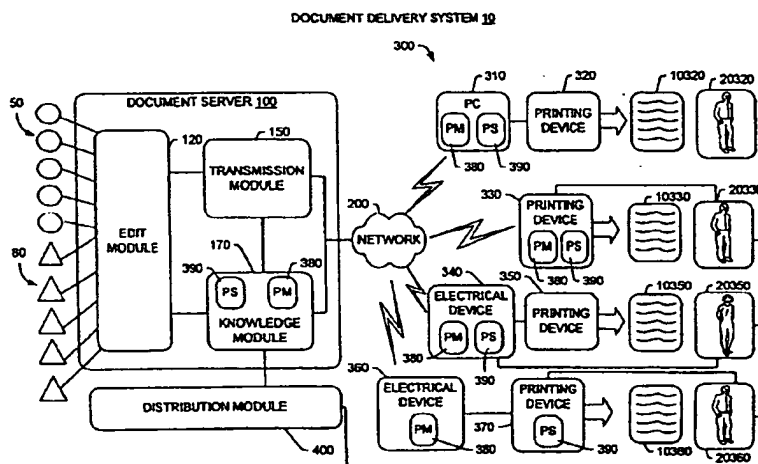 DOCUMENT DELIVERY SYSTEM 10
300
310
320
10320
20320
50
DOCUMENT SERVER 100
PC
PM
PS
PRINTING DEVICE
380
390
120
150
TRANSMISSION MODULE
EDIT MODULE
80
200
NETWORK
330
PRINTING DEVICE
PM
PS
380
390
10330
20330
170
390
380
PS
PM
KNOWLEDGE MODULE
340
350
ELECTRICAL DEVICE
PM
PS
PRINTING DEVICE
380
390
10350
20350
360
ELECTRICAL DEVICE
PM
380
370
PRINTING DEVICE
PS
390
10360
20360
DISTRIBUTION MODULE
400